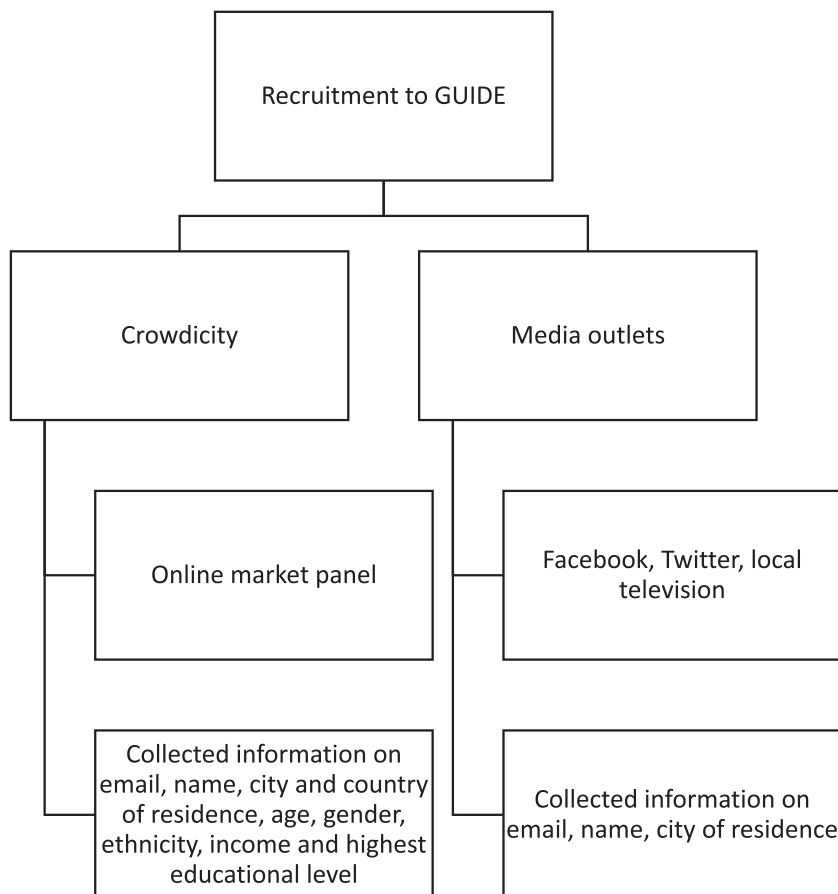 Recruitment to GUIDE
Crowdicity
Media outlets
Online market panel
Facebook, Twitter, local
television
Collected information on
email, name, city and country
of residence, age, gender,
ethnicity, income and highest
educational level
Collected information on
email, name, city of residence